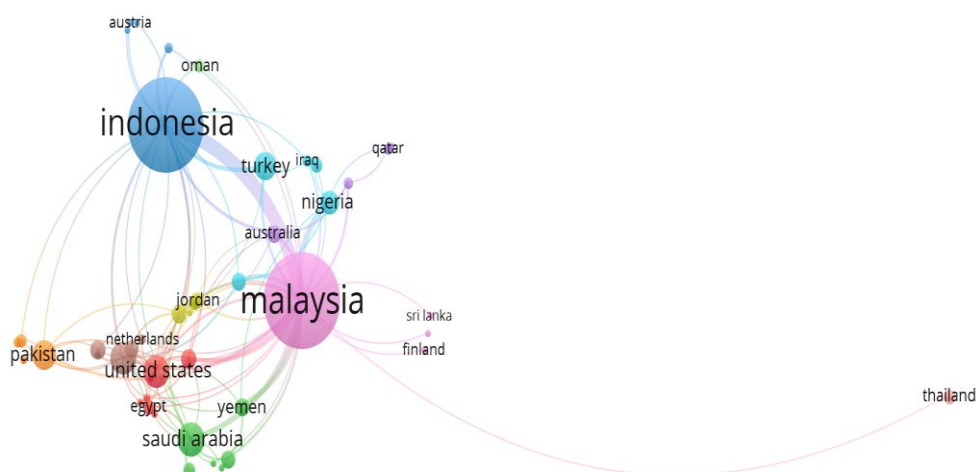 austria
oman
indonesia
turkey
iraq
qatar
nigeria
australia
malaysia
jordan
sri lanka
netherlands
finland
pakistan
united states
thailand
egypt
yemen
saudi arabia